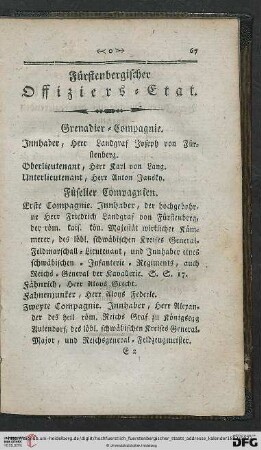 67
Fürstenbergischer
Offiziers-Etat.
Grenadier-Compagnie.
Innhaber, Herr Landgraf Joseph von Für-
stenberg.
Oberlieutenant, Herr Karl von Lang.
Unterlieutenant, Herr Anton
Füselier Compagnien.
Erste Compagnie. Innhaber, der hochgebohr-
ne Herr Friedrich Landgraf von Fürstenberg,
der röm. kais. kön. Majestät wirklicher Käm-
merer, des löbl. schwäbischen Kreises General-
Feldmarschall-Lieutenant, und Innhaber eines
schwäbischen Infanterie-Regiments, auch
Reichs-General der Kavallerie. S. S. 17.
Fähnrich, Herr Aloys
Fahnenjunker, Herr Aloys Federle.
Zweyte Compagnie. Innhaber, Herr Alexan-
der des heil. röm. Reichs Graf zu Königsegg
Aulendorf, des löbl. schwäbischen Kreises General-
Major, und Reichsgeneral-Feldzeugmeister.
E 2